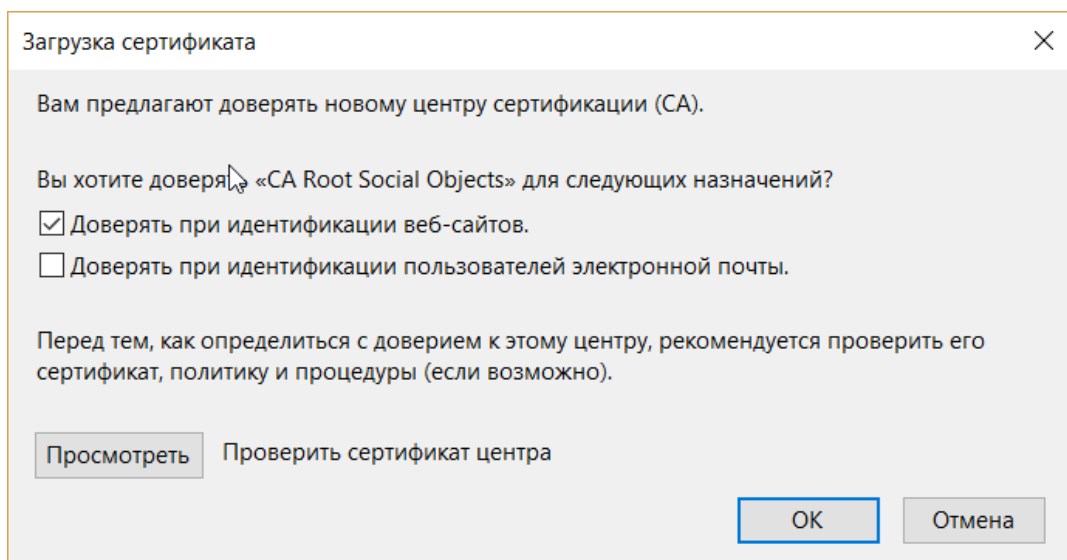 Загрузка сертификата
Вам предлагают доверять новому центру сертификации (CA).
Вы хотите доверять «CA Root Social Objects» для следующих назначений?
Доверять при идентификации веб-сайтов.
Доверять при идентификации пользователей электронной почты.
Перед тем, как определиться с доверием к этому центру, рекомендуется проверить его
сертификат, политику и процедуры (если возможно).
Просмотреть Проверить сертификат центра
ОК Отмена